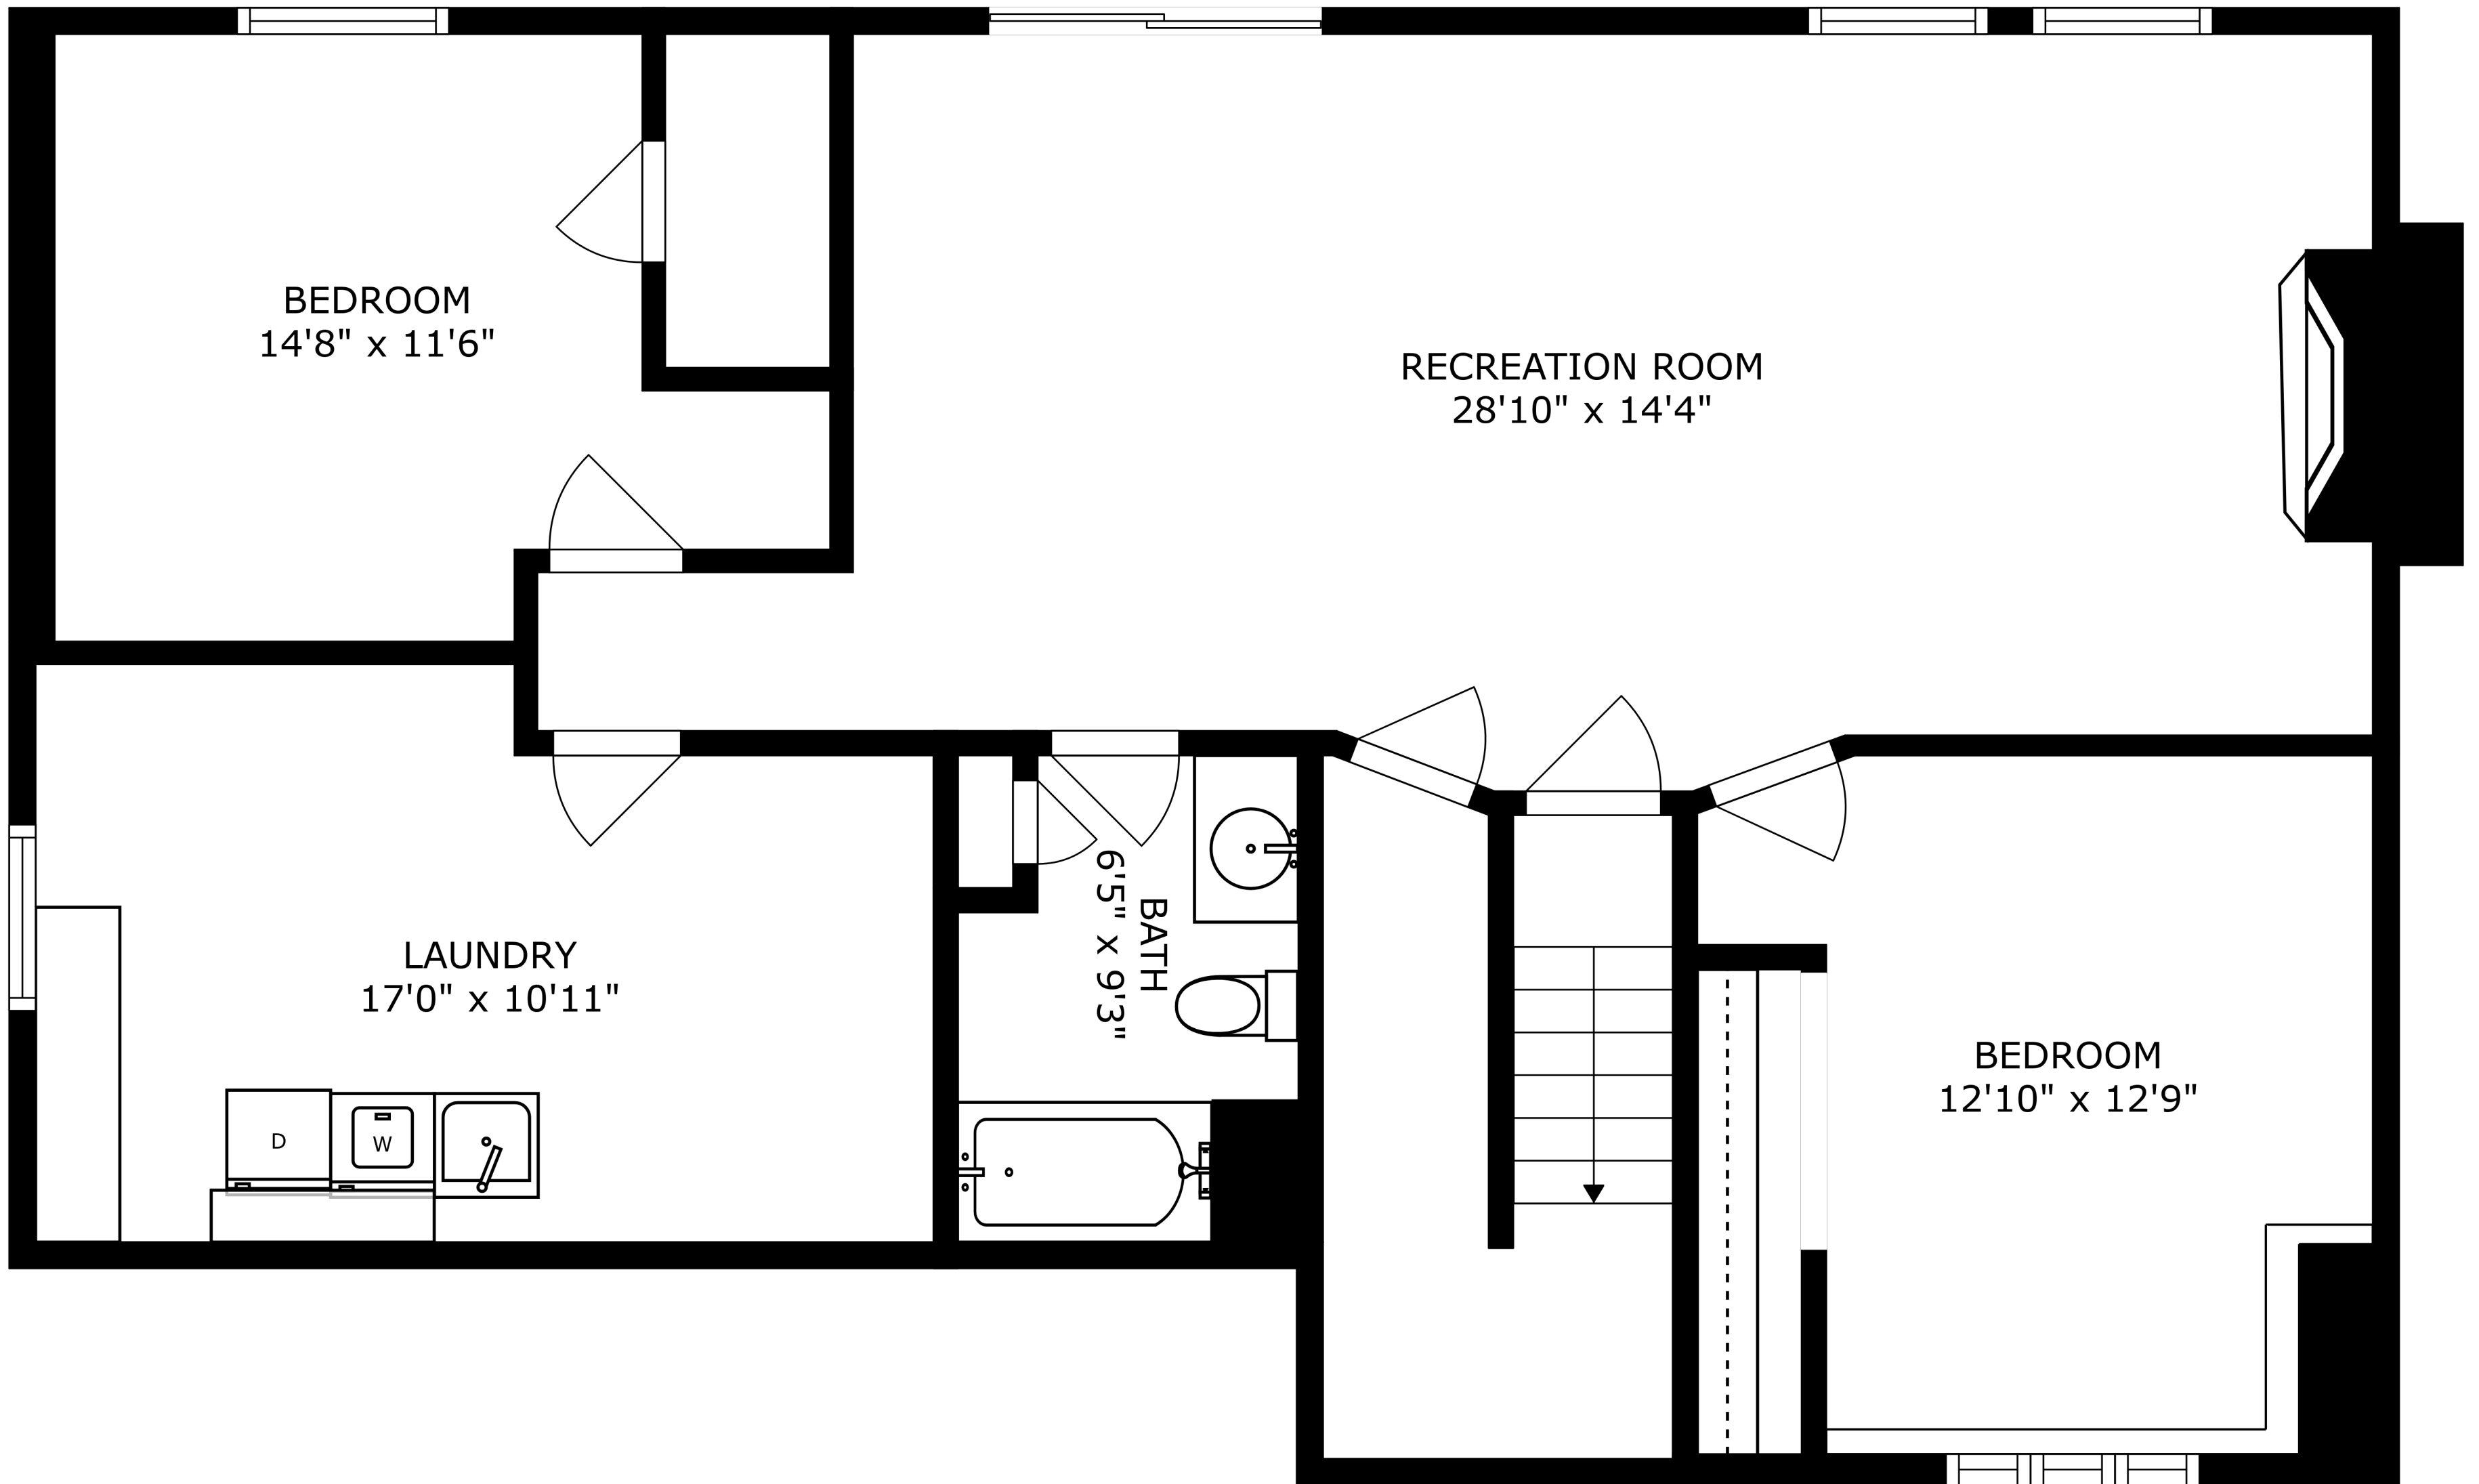 BEDROOM
14'8" x 11'6"
RECREATION ROOM
28'10" x 14'4"
LAUNDRY
17'0" x 10'11"
D
W
BATH
6'5" x 9'3"
BEDROOM
12'10" x 12'9"